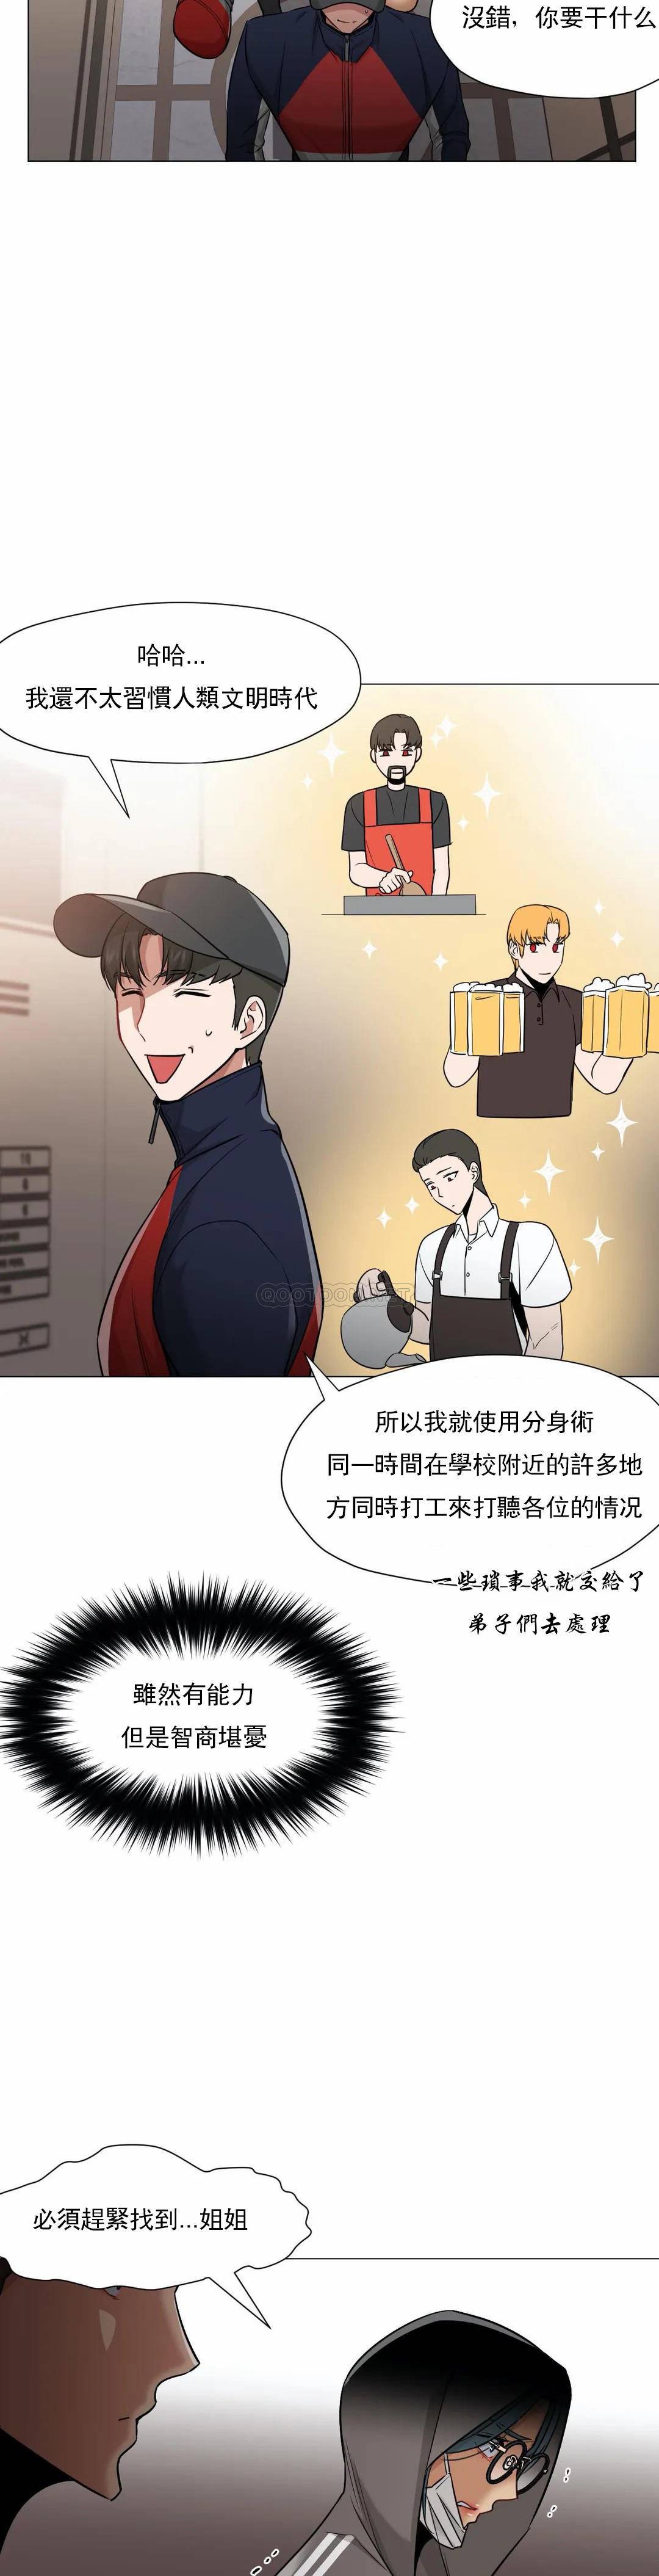 沒錯，你要干什么
哈哈...
我還不太習慣人類文明時代
QOOTOON.NET
所以我就使用分身術
同一時間在學校附近的許多地
方同時打工來打聽各位的情況
一些瑣事我就交給了
弟子們去處理
雖然有能力
但是智商堪憂
必須趕緊找到...姐姐